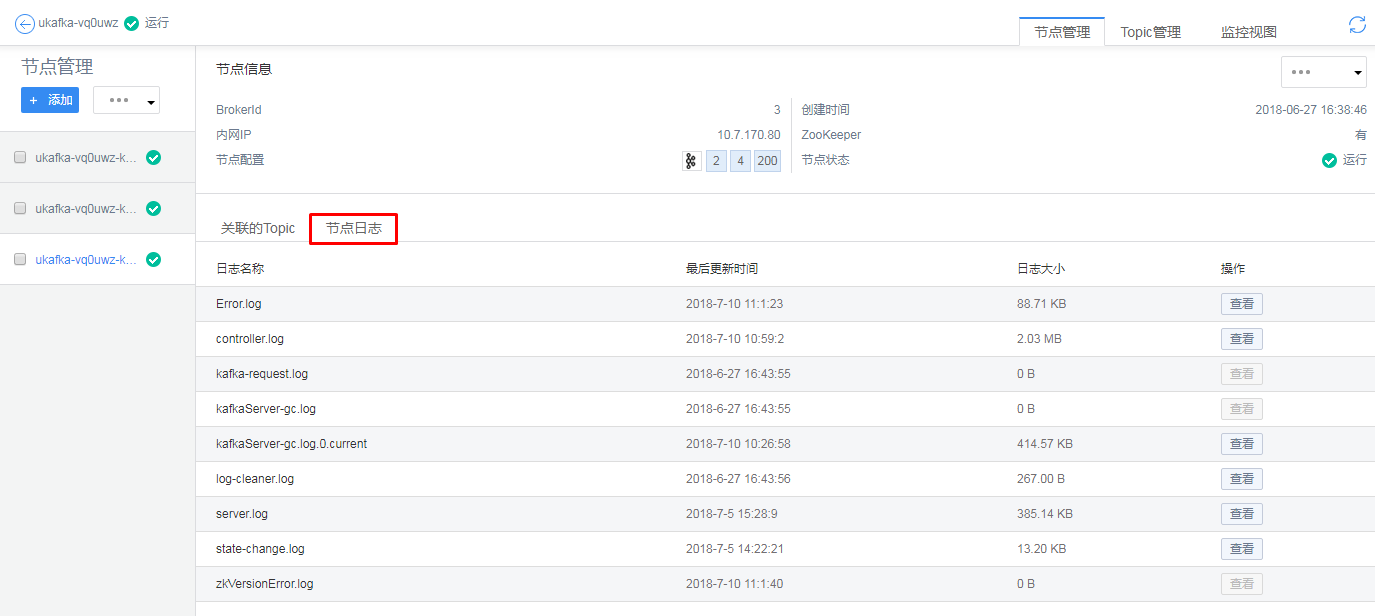 ukafka-vq0uwz 运行
节点管理 Topic管理 监控视图
节点管理
+ 添加
ukafka-vq0uwz-k...
ukafka-vq0uwz-k...
ukafka-vq0uwz-k...
节点信息
BrokerId 3 创建时间 2018-06-27 16:38:46
内网IP 10.7.170.80 ZooKeeper 有
节点配置 2 4 200 节点状态 运行
关联的Topic 节点日志
日志名称 最后更新时间 日志大小 操作
Error.log 2018-7-10 11:1:23 88.71 KB 查看
controller.log 2018-7-10 10:59:2 2.03 MB 查看
kafka-request.log 2018-6-27 16:43:55 0 B 查看
kafkaServer-gc.log 2018-6-27 16:43:55 0 B 查看
kafkaServer-gc.log.0.current 2018-7-10 10:26:58 414.57 KB 查看
log-cleaner.log 2018-6-27 16:43:56 267.00 B 查看
server.log 2018-7-5 15:28:9 385.14 KB 查看
state-change.log 2018-7-5 14:22:21 13.20 KB 查看
zkVersionError.log 2018-7-10 11:1:40 0 B 查看